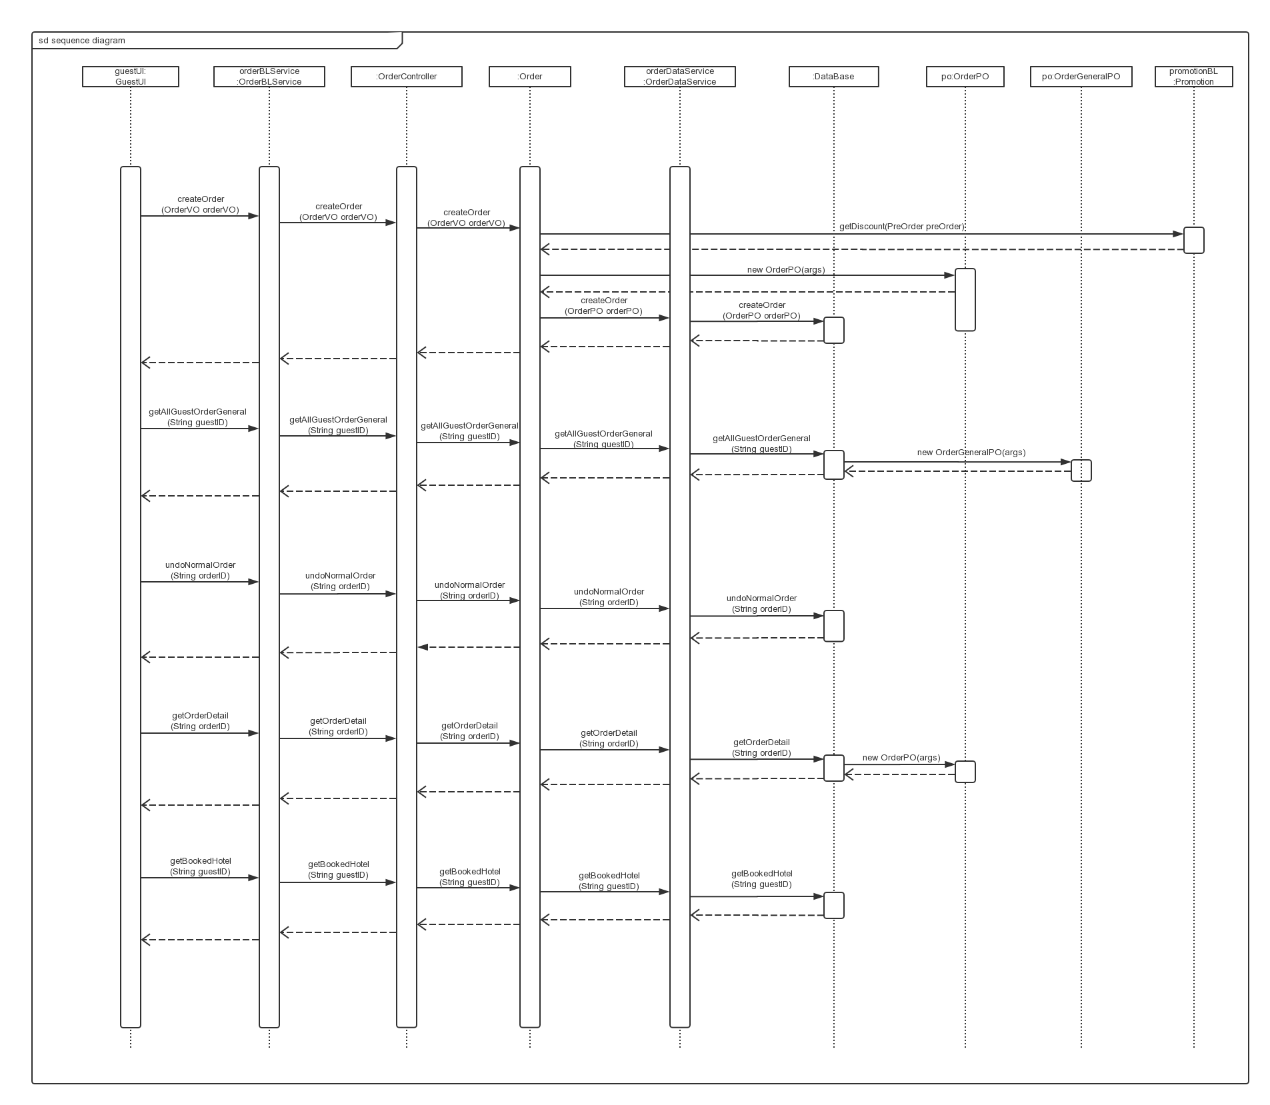 sd sequence diagram
guestUI:
GuestUI
orderBLService
:OrderBLService
:OrderController
:Order
orderDataService
:OrderDataService
:DataBase
po:OrderPO
po:OrderGeneralPO
promotionBL
:Promotion
createOrder
(OrderVO orderVO)
createOrder
(OrderVO orderVO)
createOrder
(OrderVO orderVO)
getDiscount(PreOrder preOrder)
new OrderPO(args)
createOrder
(OrderPO orderPO)
createOrder
(OrderPO orderPO)
getAllGuestOrderGeneral
(String guestID)
getAllGuestOrderGeneral
(String guestID)
getAllGuestOrderGeneral
(String guestID)
getAllGuestOrderGeneral
(String guestID)
getAllGuestOrderGeneral
(String guestID)
new OrderGeneralPO(args)
undoNormalOrder
(String orderID)
undoNormalOrder
(String orderID)
undoNormalOrder
(String orderID)
undoNormalOrder
(String orderID)
undoNormalOrder
(String orderID)
getOrderDetail
(String orderID)
getOrderDetail
(String orderID)
getOrderDetail
(String orderID)
getOrderDetail
(String orderID)
getOrderDetail
(String orderID)
new OrderPO(args)
getBookedHotel
(String guestID)
getBookedHotel
(String guestID)
getBookedHotel
(String guestID)
getBookedHotel
(String guestID)
getBookedHotel
(String guestID)